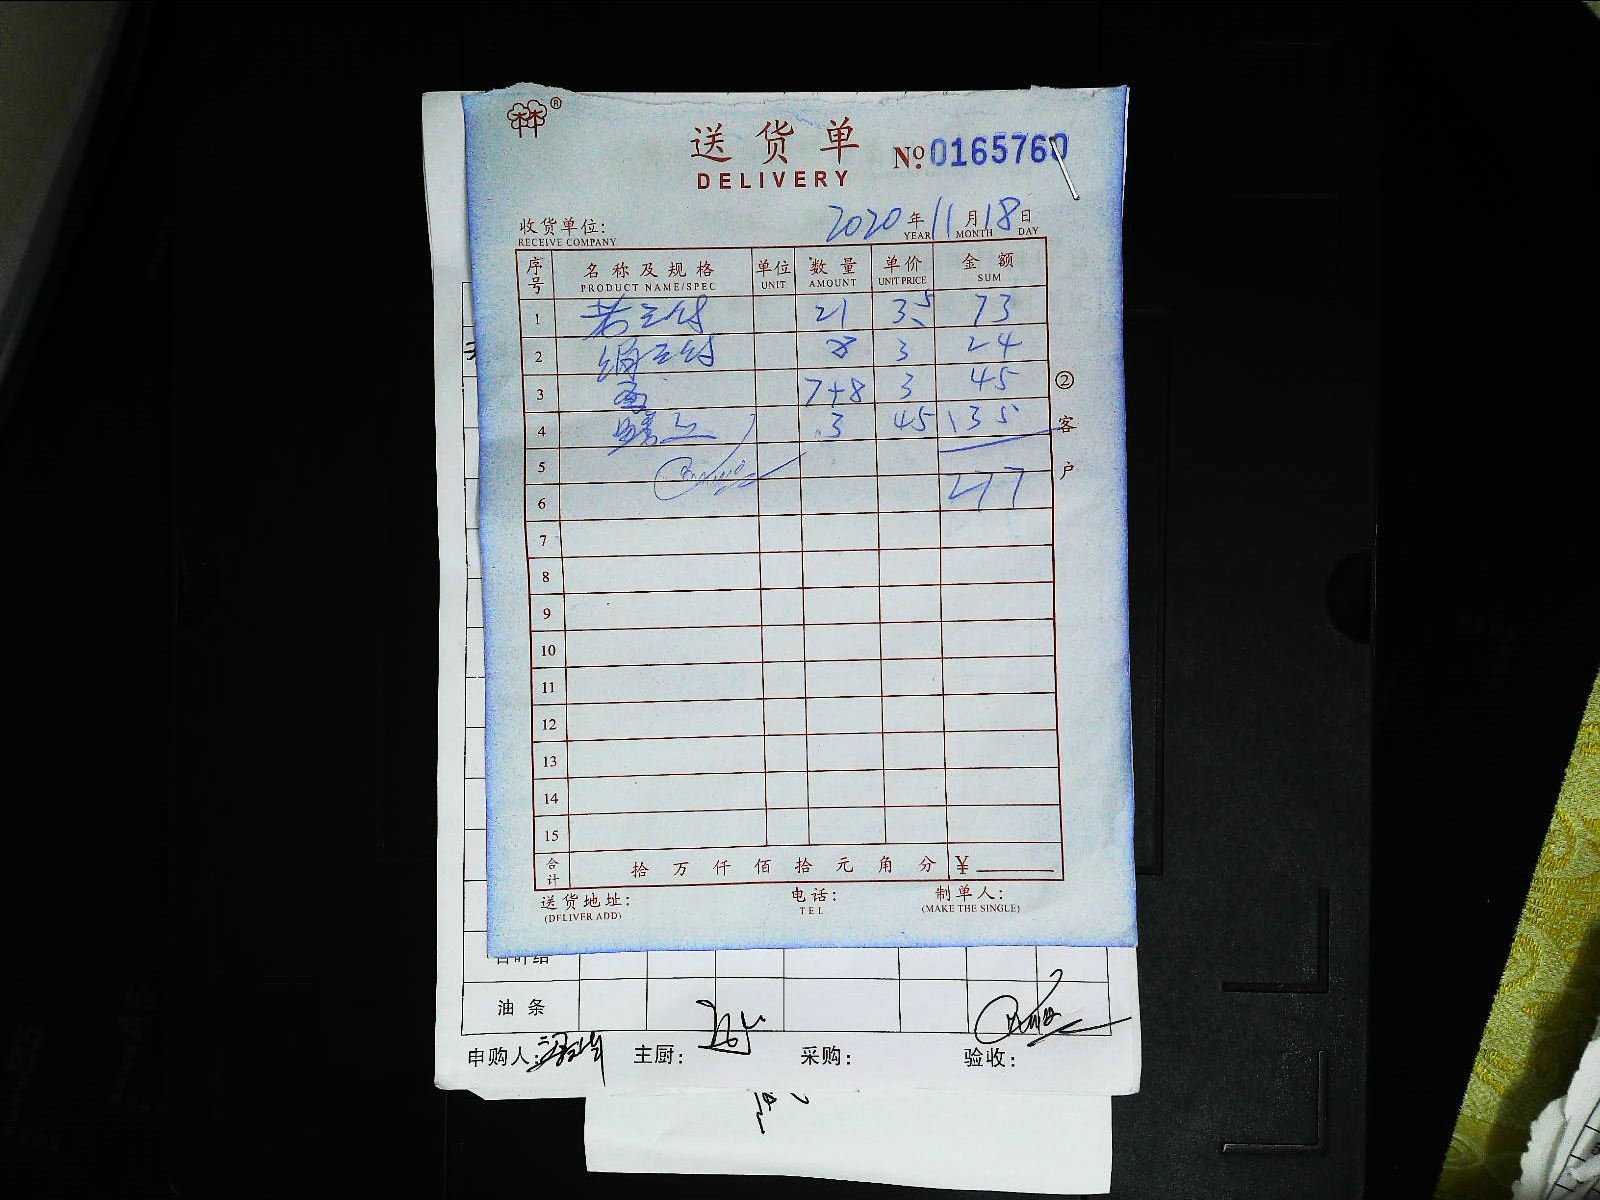 ®
送货单
DELIVERY
№ 0165760
收货单位:
RECEIVE COMPANY
2020年11月18日
YEAR MONTH DAY
序号 名称及规格 单位 数量 单价 金额
PRODUCT NAME/SPEC UNIT AMOUNT UNIT PRICE SUM
1 21 3.5 73
2 8 3 24
3 7+8 3 45
4 3 45 135
5
6 277
7
8
9
10
11
12
13
14
15
② 客户
合计 拾万仟佰拾元角分 ¥
送货地址: 电话: 制单人:
(DELIVER ADD) TEL (MAKE THE SINGLE)
百叶结
油条
申购人: 主厨: 采购: 验收: